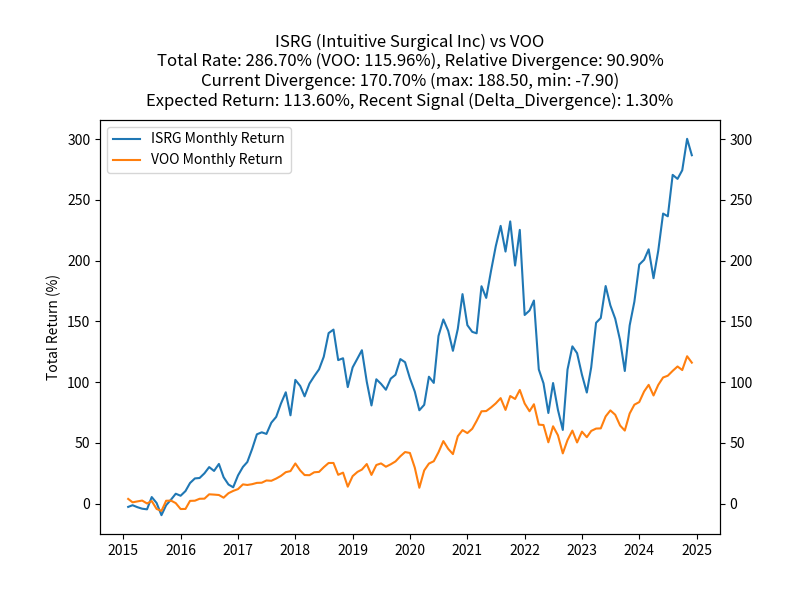 ISRG (Intuitive Surgical Inc) vs VOO
Total Rate: 286.70% (VOO: 115.96%), Relative Divergence: 90.90%
Current Divergence: 170.70% (max: 188.50, min: -7.90)
Expected Return: 113.60%, Recent Signal (Delta_Divergence): 1.30%
ISRG Monthly Return
VOO Monthly Return
Total Return (%)
300
250
200
150
100
50
0
300
250
200
150
100
50
0
2015 2016 2017 2018 2019 2020 2021 2022 2023 2024 2025